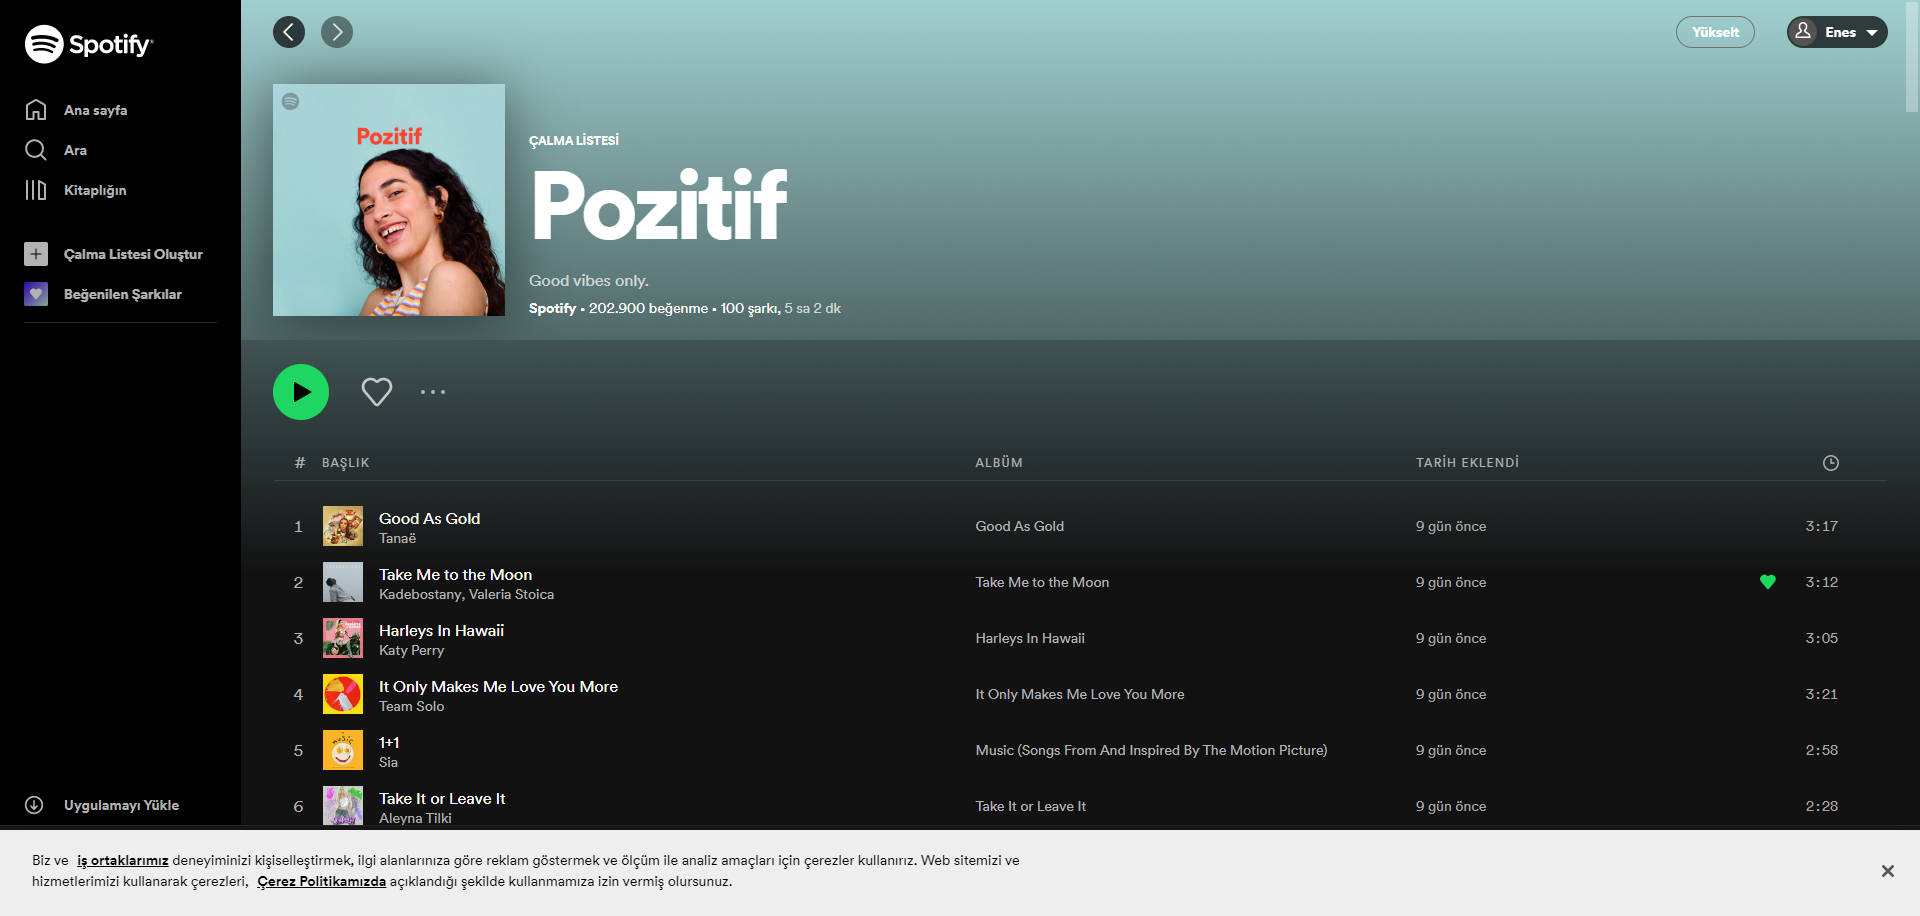 Spotify
Ana sayfa
Ara
Kitaplığın
Çalma Listesi Oluştur
Beğenilen Şarkılar
Uygulamayı Yükle
Yükselt
Enes
Pozitif
ÇALMA LİSTESİ
Pozitif
Good vibes only.
Spotify • 202.900 beğenme • 100 şarkı, 5 sa 2 dk
# BAŞLIK ALBÜM TARİH EKLENDİ
1 Good As Gold Good As Gold 9 gün önce 3:17
Tanaë
2 Take Me to the Moon Take Me to the Moon 9 gün önce 3:12
Kadebostany, Valeria Stoica
3 Harleys In Hawaii Harleys In Hawaii 9 gün önce 3:05
Katy Perry
4 It Only Makes Me Love You More It Only Makes Me Love You More 9 gün önce 3:21
Team Solo
5 1+1 Music (Songs From And Inspired By The Motion Picture) 9 gün önce 2:58
Sia
6 Take It or Leave It Take It or Leave It 9 gün önce 2:28
Aleyna Tilki
Biz ve iş ortaklarımız deneyiminizi kişiselleştirmek, ilgi alanlarınıza göre reklam göstermek ve ölçüm ile analiz amaçları için çerezler kullanırız. Web sitemizi ve
hizmetlerimizi kullanarak çerezleri, Çerez Politikamızda açıklandığı şekilde kullanmamıza izin vermiş olursunuz.